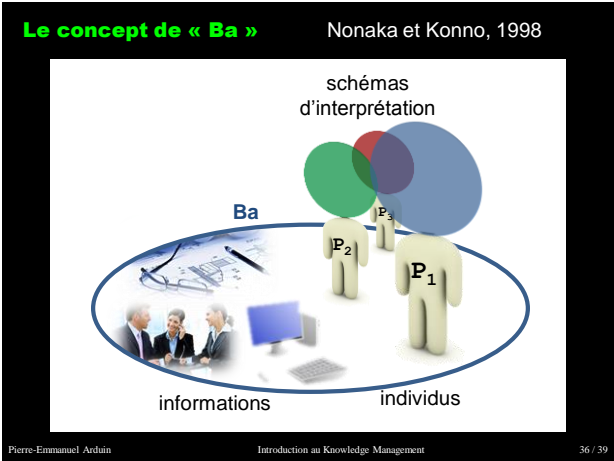 Le concept de « Ba » Nonaka et Konno, 1998
schémas
d'interprétation
Ba
P3
P2
P1
informations
individus
Pierre-Emmanuel Arduin Introduction au Knowledge Management 36 / 39